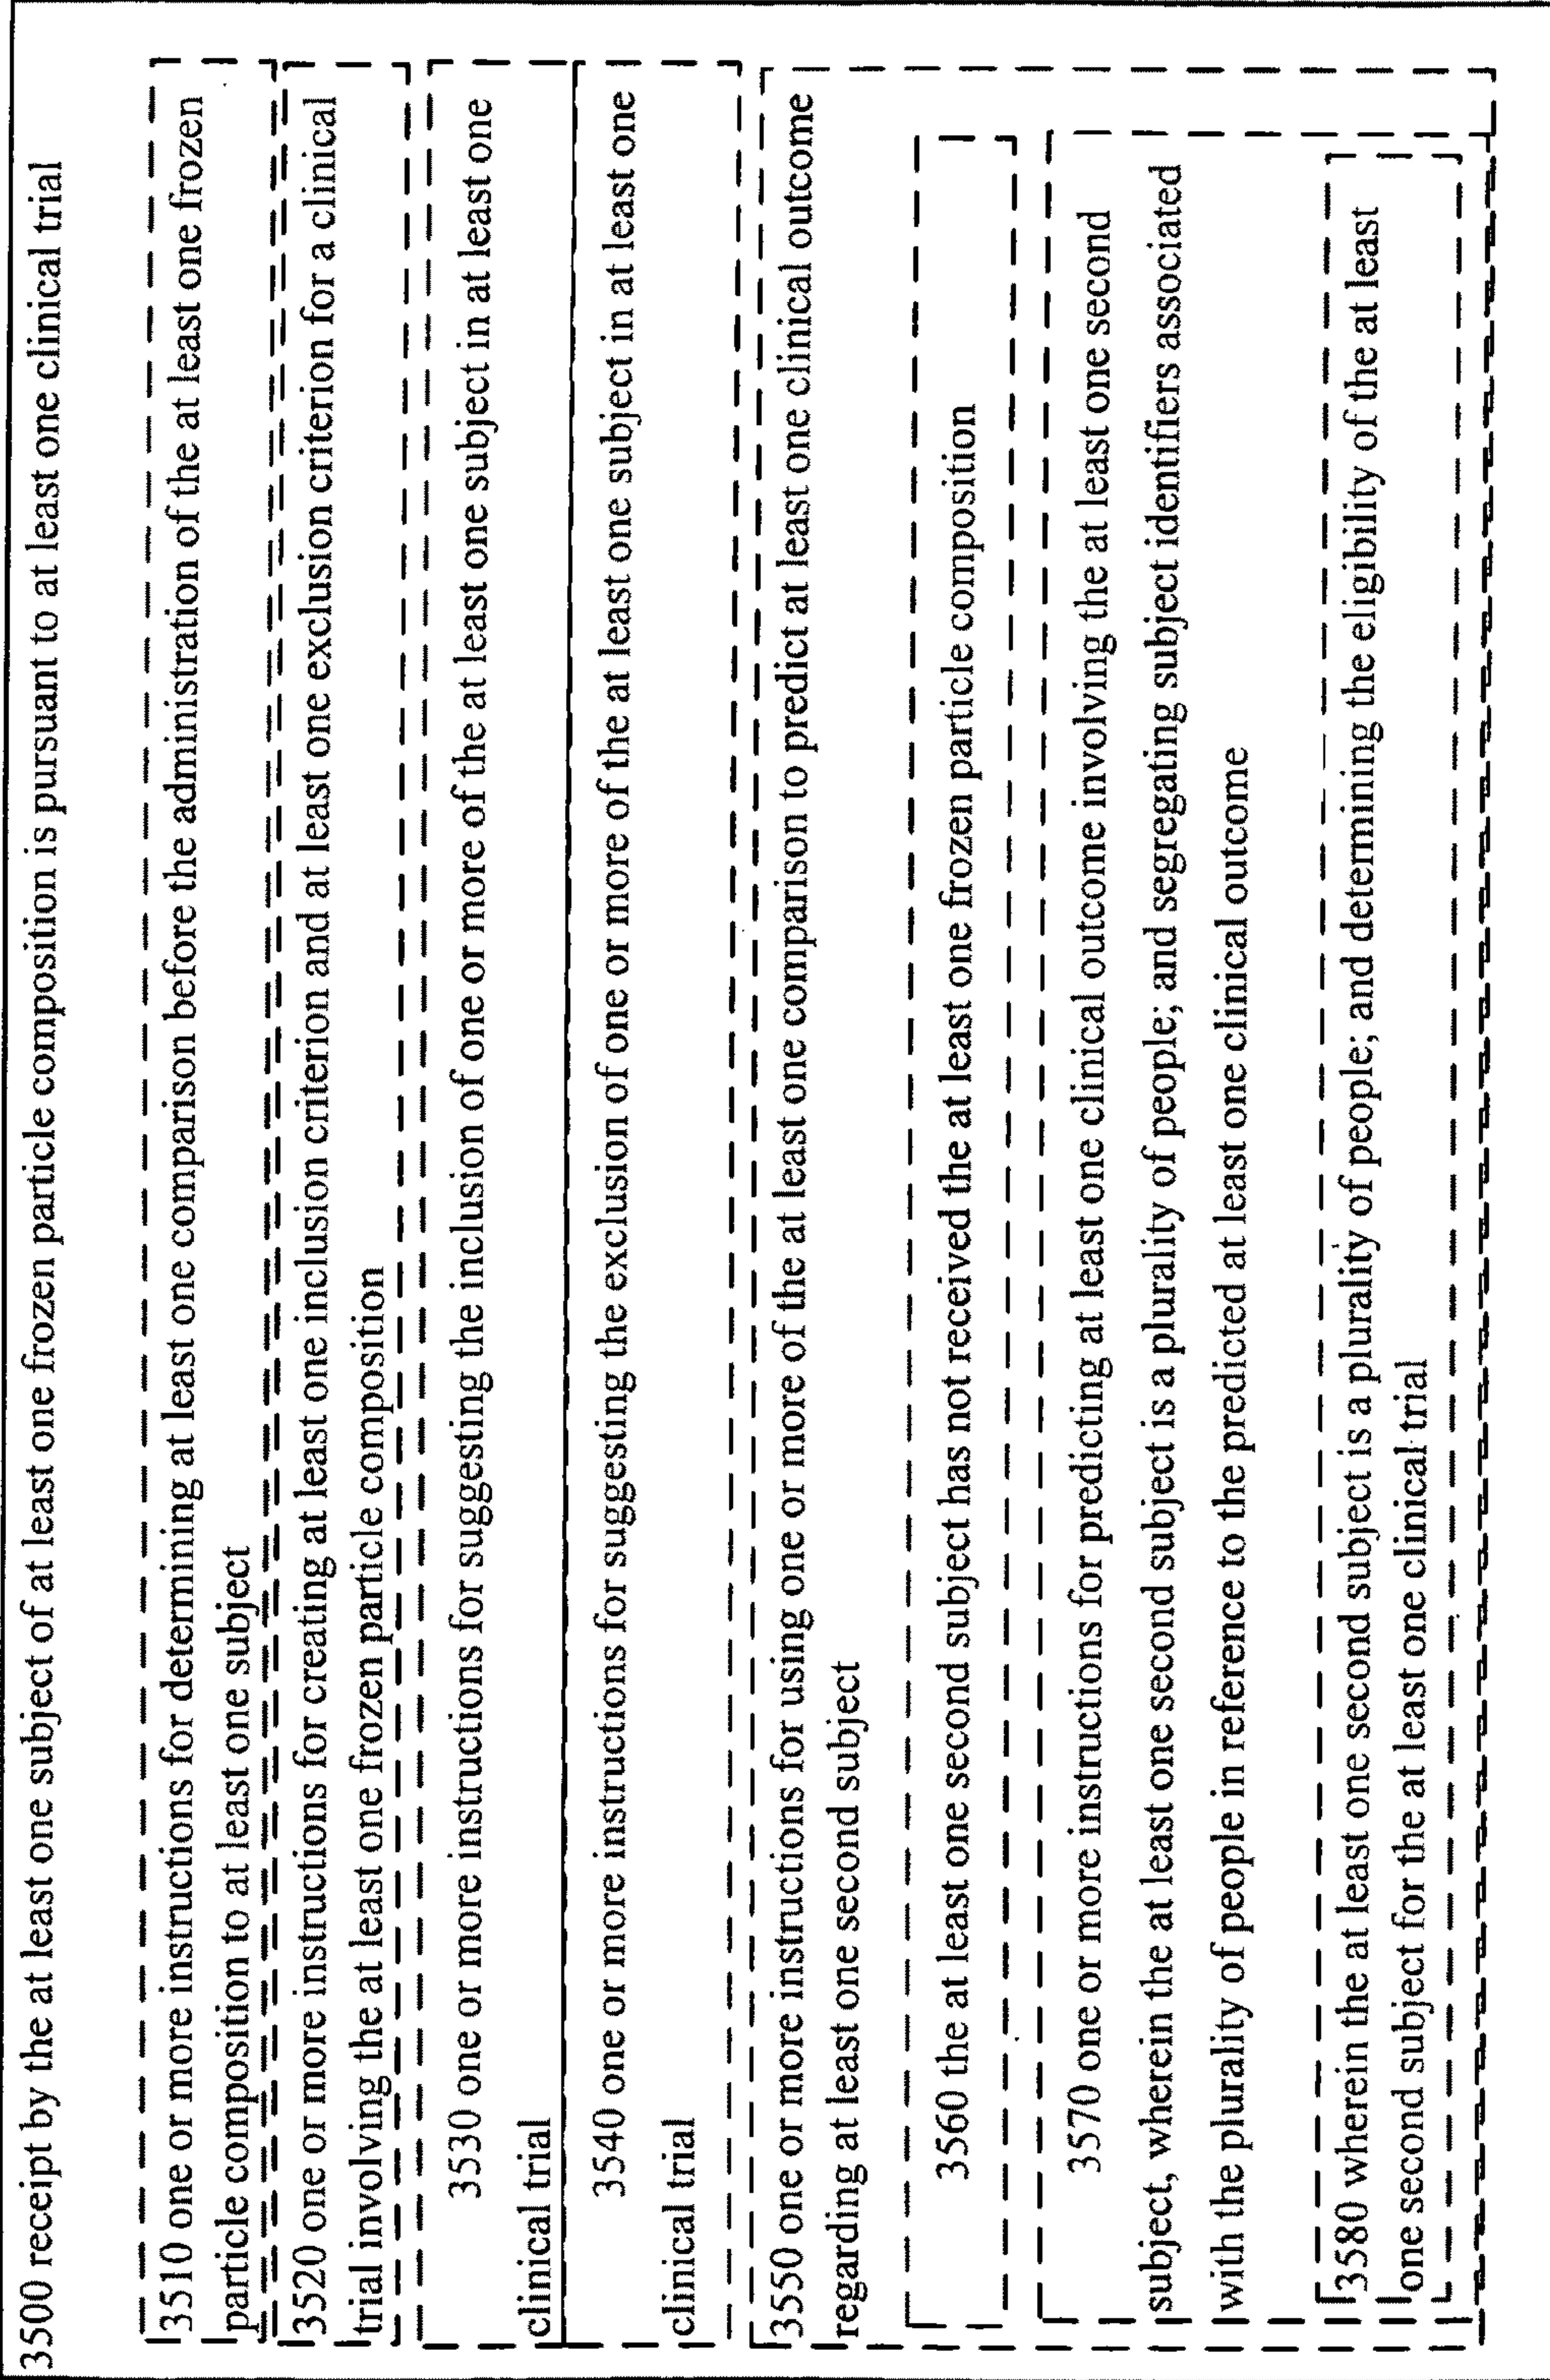 3500 receipt by the at least one subject of at least one frozen particle composition is pursuant to at least one clinical trial
3510 one or more instructions for determining at least one comparison before the administration of the at least one frozen
particle composition to at least one subject
3520 one or more instructions for creating at least one inclusion criterion and at least one exclusion criterion for a clinical
trial involving the at least one frozen particle composition
3530 one or more instructions for suggesting the inclusion of one or more of the at least one subject in at least one
clinical trial
3540 one or more instructions for suggesting the exclusion of one or more of the at least one subject in at least one
clinical trial
3550 one or more instructions for using one or more of the at least one comparison to predict at least one clinical outcome
regarding at least one second subject
3560 the at least one second subject has not received the at least one frozen particle composition
3570 one or more instructions for predicting at least one clinical outcome involving the at least one second
subject, wherein the at least one second subject is a plurality of people; and segregating subject identifiers associated
with the plurality of people in reference to the predicted at least one clinical outcome
3580 wherein the at least one second subject is a plurality of people; and determining the eligibility of the at least
one second subject for the at least one clinical trial